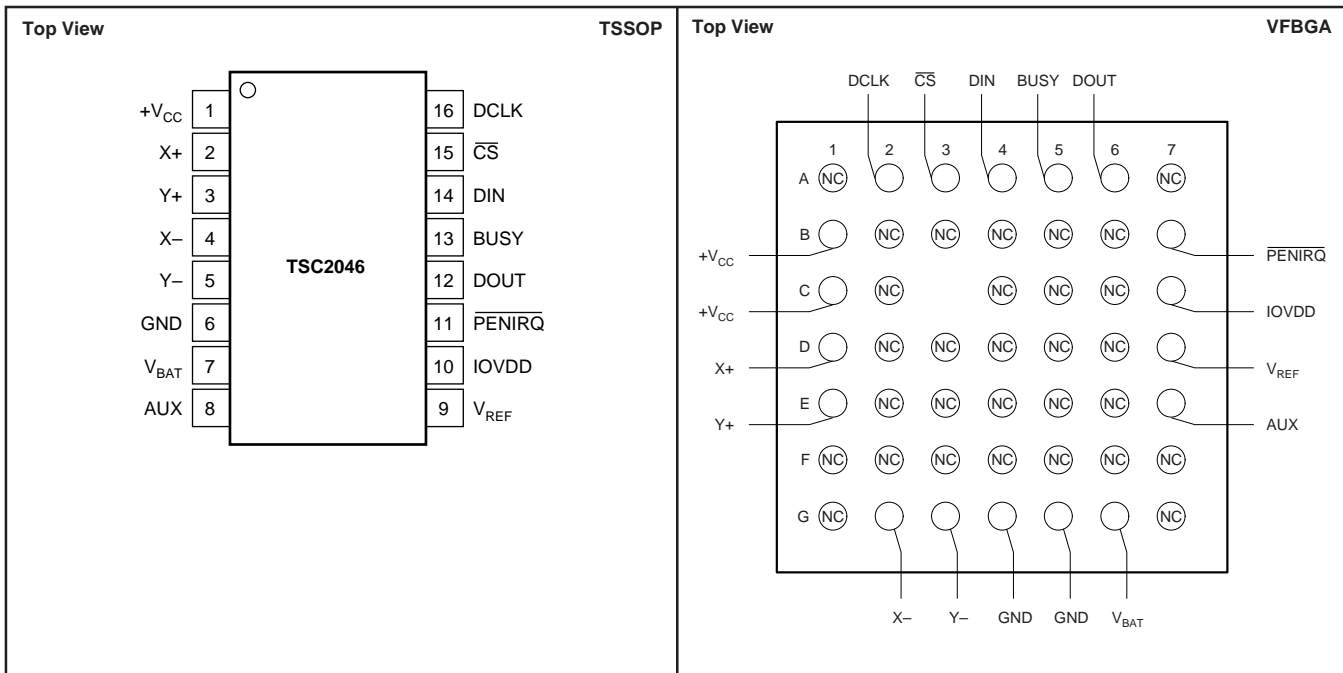 Top View TSSOP
+VCC 1 16 DCLK
X+ 2 15 C̅S̅
Y+ 3 14 DIN
X– 4 13 BUSY
TSC2046
Y– 5 12 DOUT
GND 6 11 P̅E̅N̅I̅R̅Q̅
VBAT 7 10 IOVDD
AUX 8 9 VREF
Top View VFBGA
DCLK C̅S̅ DIN BUSY DOUT
1 2 3 4 5 6 7
A NC NC
B NC NC NC NC NC
+VCC P̅E̅N̅I̅R̅Q̅
C NC NC NC NC
+VCC IOVDD
D NC NC NC NC NC
X+ VREF
E NC NC NC NC NC
Y+ AUX
F NC NC NC NC NC NC NC
G NC NC
X– Y– GND GND VBAT